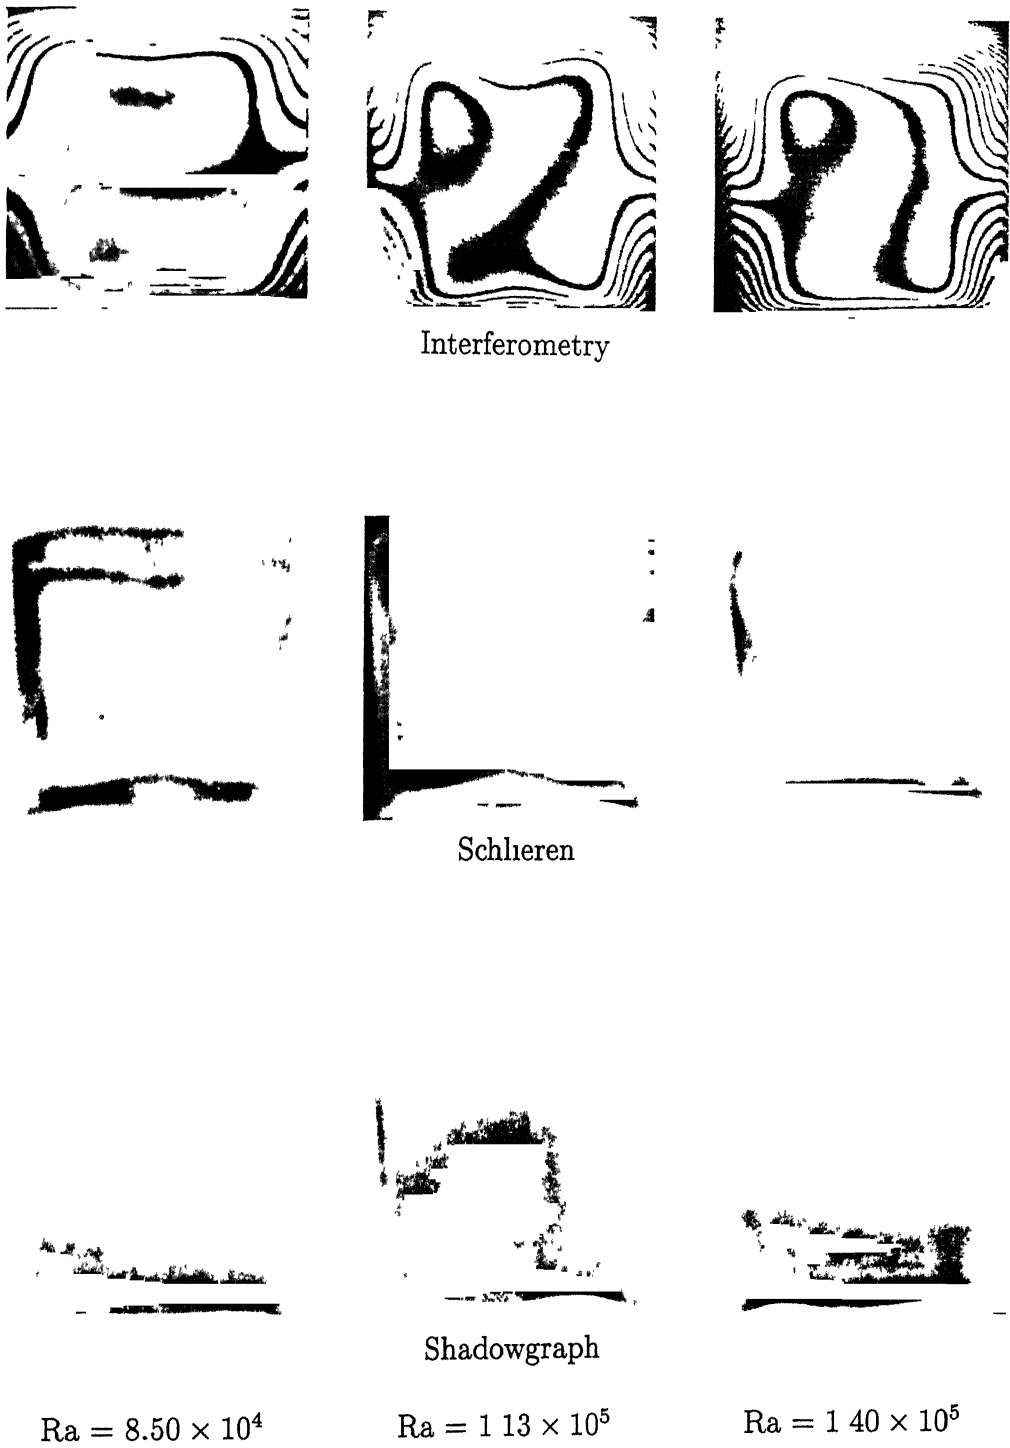 Interferometry
Schlıeren
Shadowgraph
Ra = 8.50 × 10⁴ Ra = 1 13 × 10⁵ Ra = 1 40 × 10⁵